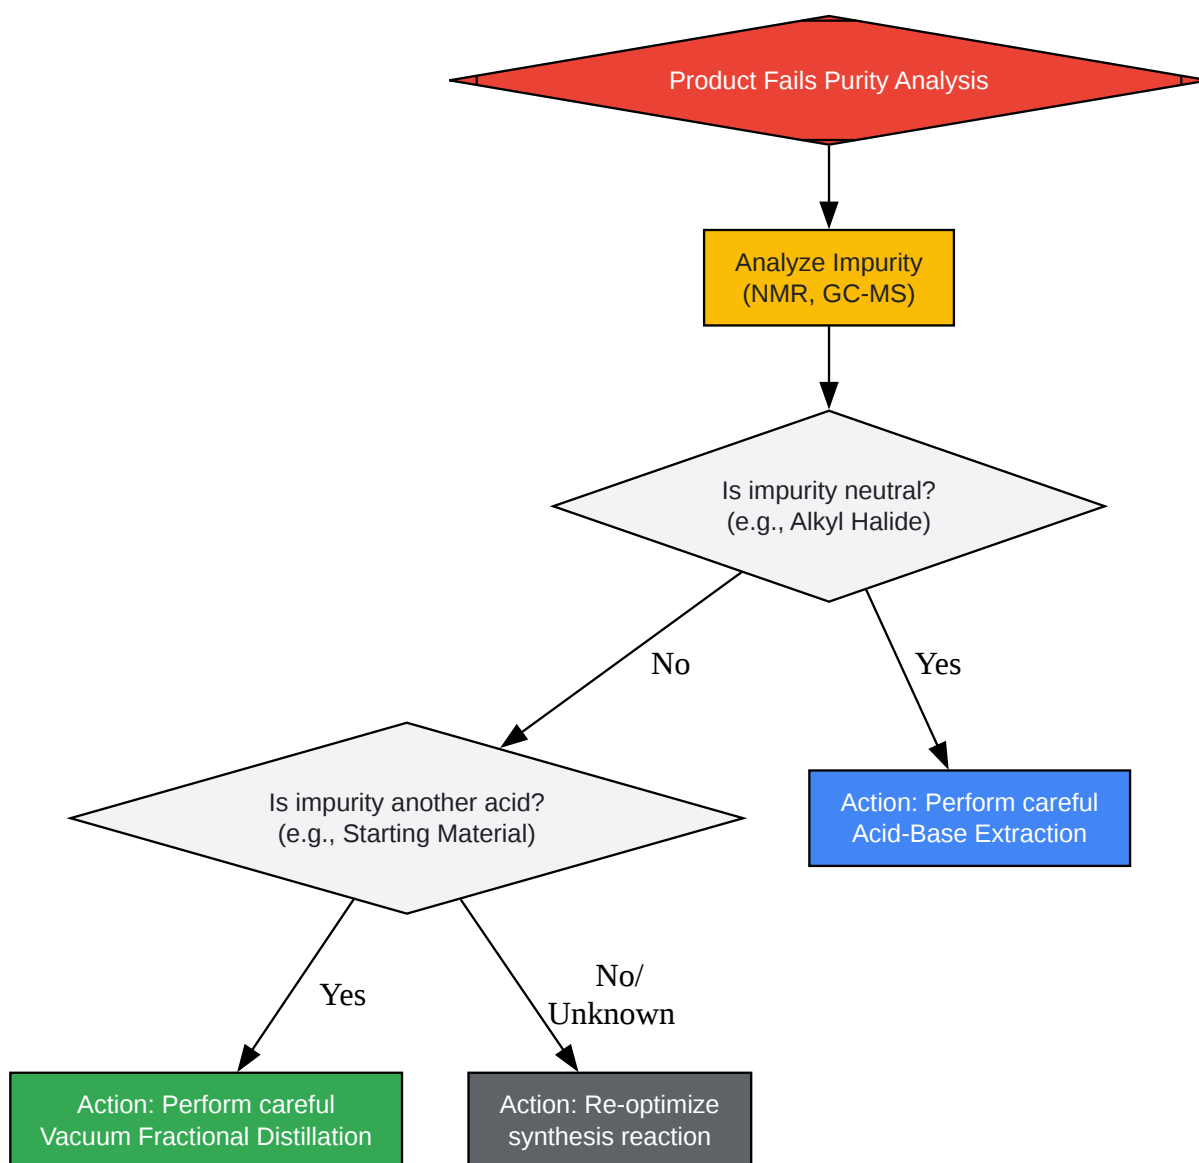 Product Fails Purity Analysis
Analyze Impurity
(NMR, GC-MS)
Is impurity neutral?
(e.g., Alkyl Halide)
No
Yes
Is impurity another acid?
(e.g., Starting Material)
Action: Perform careful
Acid-Base Extraction
Yes
No/
Unknown
Action: Perform careful
Vacuum Fractional Distillation
Action: Re-optimize
synthesis reaction